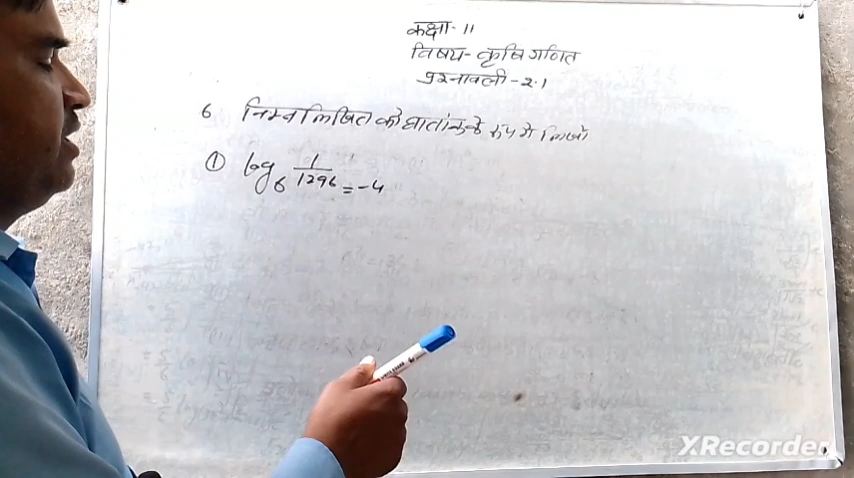 कक्षा-11
विषय-कृषि गणित
प्रश्नावली-2.1
6 निम्नलिखित को घातांक के रूप में लिखो
① log₆ 1/1296 = -4
XRecorder